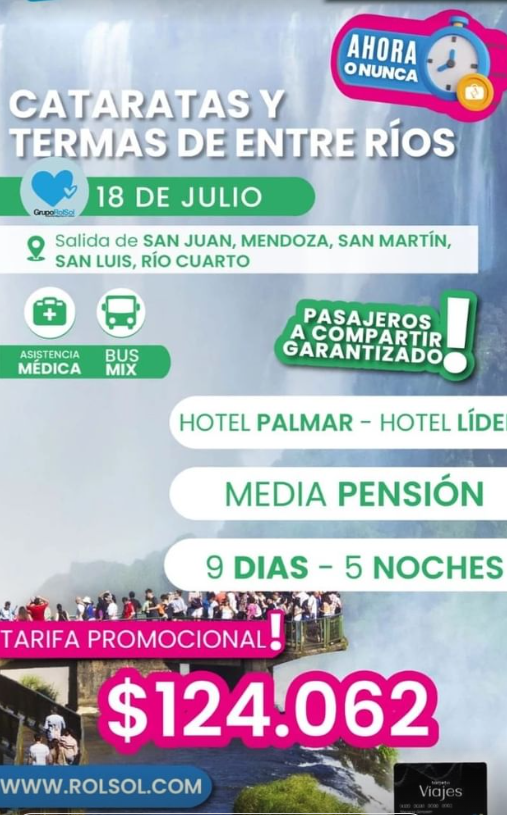 AHORA
O NUNCA
CATARATAS Y
TERMAS DE ENTRE RÍOS
GrupoRolSol
18 DE JULIO
Salida de SAN JUAN, MENDOZA, SAN MARTÍN,
SAN LUIS, RÍO CUARTO
ASISTENCIA
MÉDICA
BUS
MIX
PASAJEROS
A COMPARTIR
GARANTIZADO!
HOTEL PALMAR - HOTEL LÍDE
MEDIA PENSIÓN
9 DIAS - 5 NOCHES
TARIFA PROMOCIONAL!
$124.062
WWW.ROLSOL.COM
Viajes